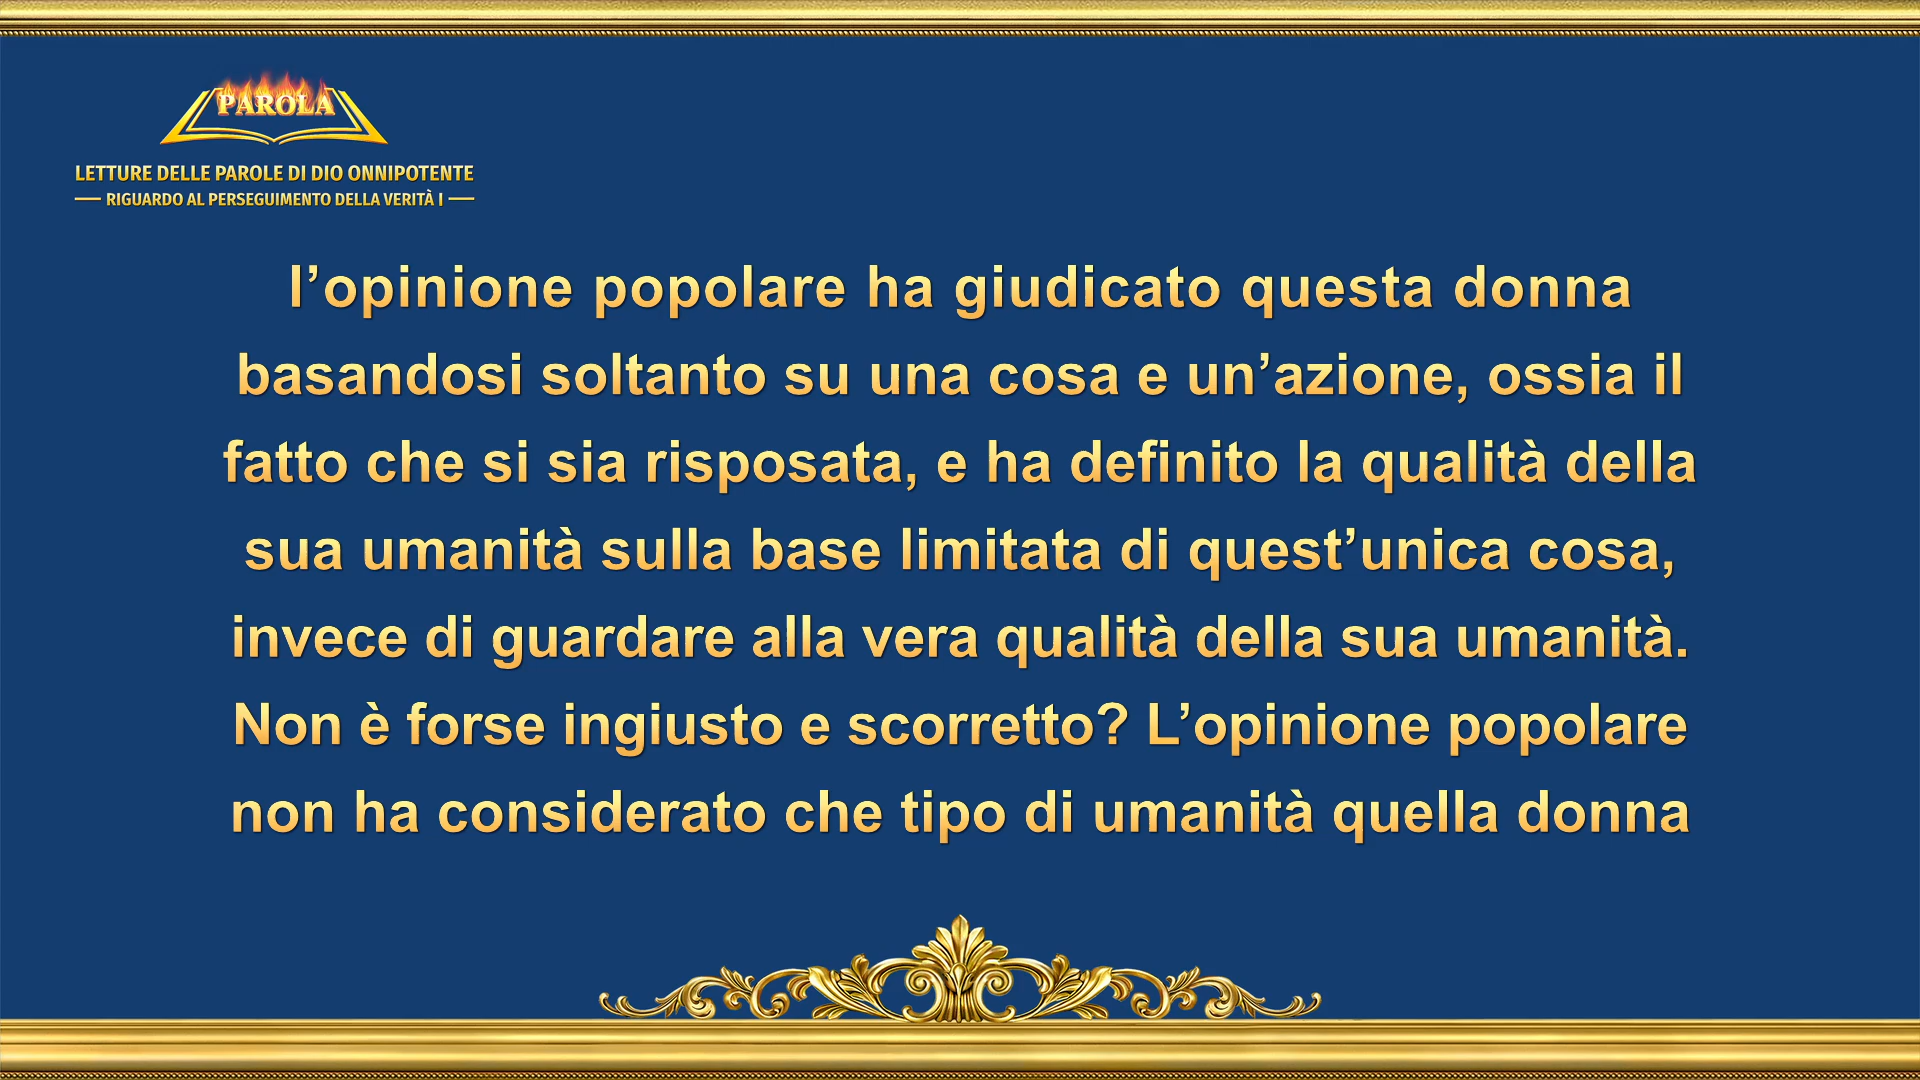 PAROLA
LETTURE DELLE PAROLE DI DIO ONNIPOTENTE
RIGUARDO AL PERSEGUIMENTO DELLA VERITÀ I
l’opinione popolare ha giudicato questa donna
basandosi soltanto su una cosa e un’azione, ossia il
fatto che si sia risposata, e ha definito la qualità della
sua umanità sulla base limitata di quest’unica cosa,
invece di guardare alla vera qualità della sua umanità.
Non è forse ingiusto e scorretto? L’opinione popolare
non ha considerato che tipo di umanità quella donna